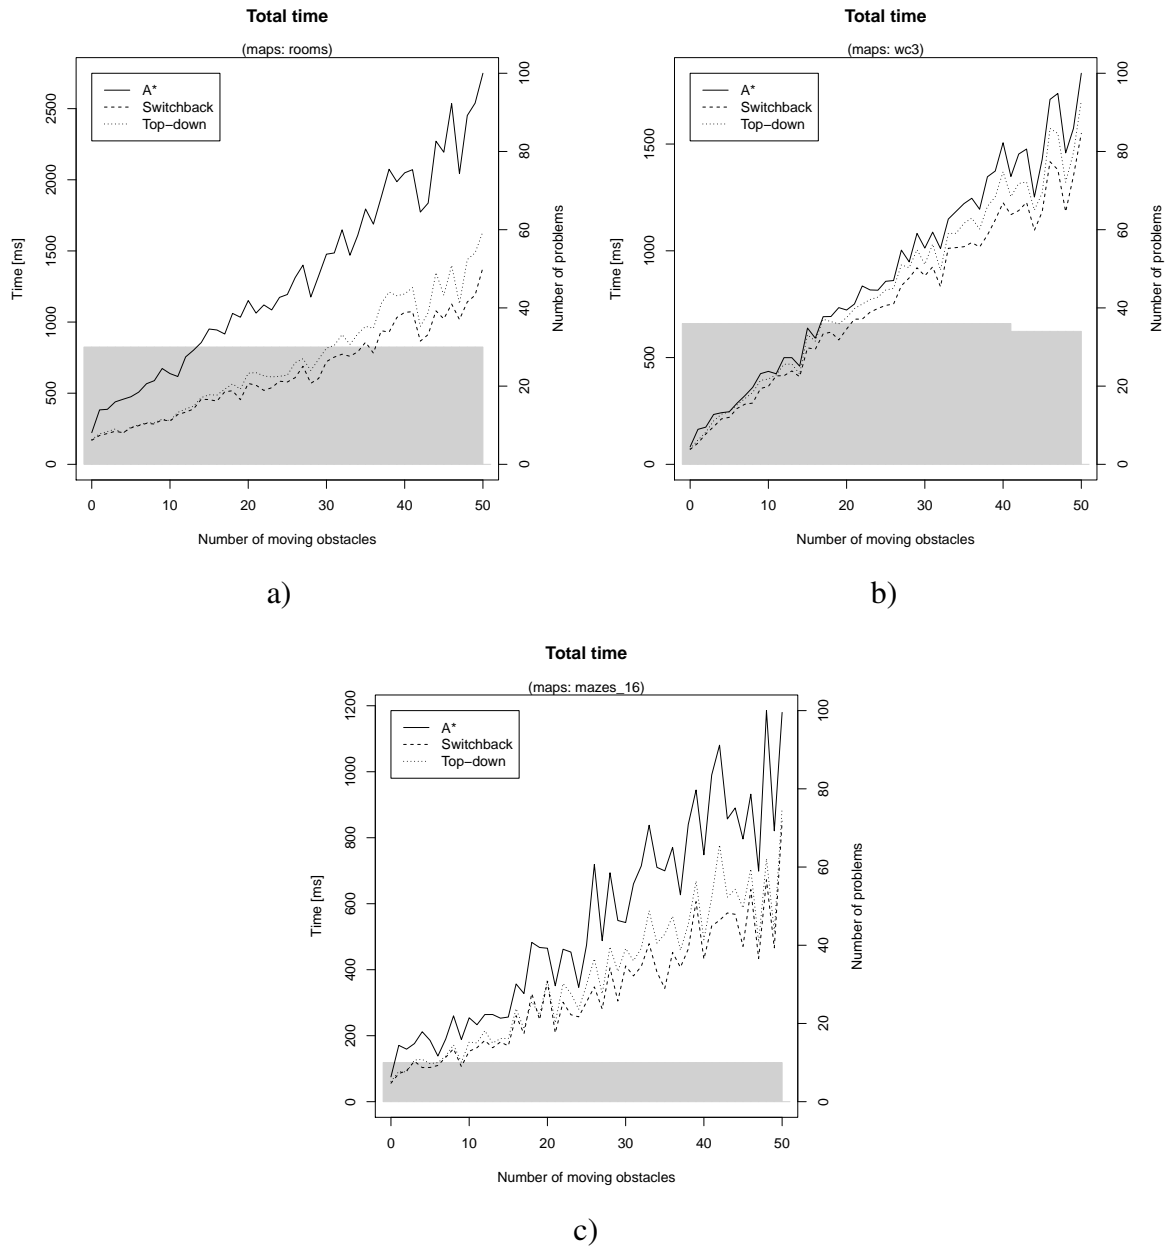 Total time
(maps: rooms)
A*
Switchback
Top−down
Time [ms]
0
500
1000
1500
2000
2500
Number of problems
0
20
40
60
80
100
0 10 20 30 40 50
Number of moving obstacles
a)
Total time
(maps: wc3)
A*
Switchback
Top−down
Time [ms]
0
500
1000
1500
Number of problems
0
20
40
60
80
100
0 10 20 30 40 50
Number of moving obstacles
b)
Total time
(maps: mazes_16)
A*
Switchback
Top−down
Time [ms]
0
200
400
600
800
1000
1200
Number of problems
0
20
40
60
80
100
0 10 20 30 40 50
Number of moving obstacles
c)